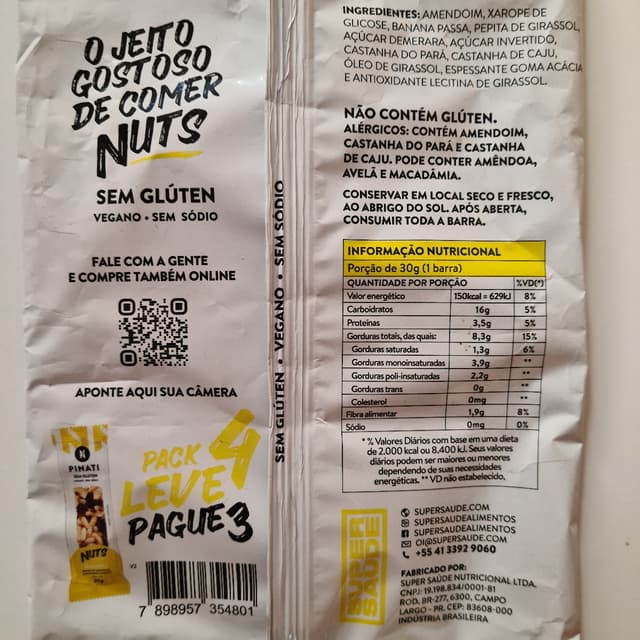 O JEITO
GOSTOSO
DE COMER
NUTS
SEM GLÚTEN
VEGANO • SEM SÓDIO
FALE COM A GENTE
E COMPRE TAMBÉM ONLINE
APONTE AQUI SUA CÂMERA
PINATI
NUTS
PACK
LEVE 4
PAGUE 3
V2
7 898957 354801
SEM GLÚTEN • VEGANO • SEM SÓDIO
INGREDIENTES: AMENDOIM, XAROPE DE
GLICOSE, BANANA PASSA, PEPITA DE GIRASSOL,
AÇÚCAR DEMERARA, AÇÚCAR INVERTIDO,
CASTANHA DO PARÁ, CASTANHA DE CAJU,
ÓLEO DE GIRASSOL, ESPESSANTE GOMA ACÁCIA
E ANTIOXIDANTE LECITINA DE GIRASSOL.
NÃO CONTÉM GLÚTEN.
ALÉRGICOS: CONTÉM AMENDOIM,
CASTANHA DO PARÁ E CASTANHA
DE CAJU. PODE CONTER AMÊNDOA,
AVELÃ E MACADÂMIA.
CONSERVAR EM LOCAL SECO E FRESCO,
AO ABRIGO DO SOL. APÓS ABERTA,
CONSUMIR TODA A BARRA.
INFORMAÇÃO NUTRICIONAL
Porção de 30g (1 barra)
QUANTIDADE POR PORÇÃO %VD(*)
Valor energético 150kcal = 629kJ 8%
Carboidratos 16g 5%
Proteínas 3,5g 5%
Gorduras totais, das quais: 8,3g 15%
Gorduras saturadas 1,3g 6%
Gorduras monoinsaturadas 3,9g **
Gorduras poli-insaturadas 2,2g **
Gorduras trans 0g **
Colesterol 0mg **
Fibra alimentar 1,9g 8%
Sódio 0mg 0%
* % Valores Diários com base em uma dieta
de 2.000 kcal ou 8.400 kJ. Seus valores
diários podem ser maiores ou menores
dependendo de suas necessidades
energéticas. ** VD não estabelecido.
SUPER
SAÚDE
SUPERSAUDE.COM
SUPERSAUDEALIMENTOS
SUPERSAUDEALIMENTOS
OI@SUPERSAUDE.COM
+55 41 3392 9060
FABRICADO POR:
SUPER SAÚDE NUTRICIONAL LTDA.
CNPJ: 19.198.834/0001-81
ROD. BR-277, 6300, CAMPO
LARGO - PR. CEP: 83608-000
INDÚSTRIA BRASILEIRA